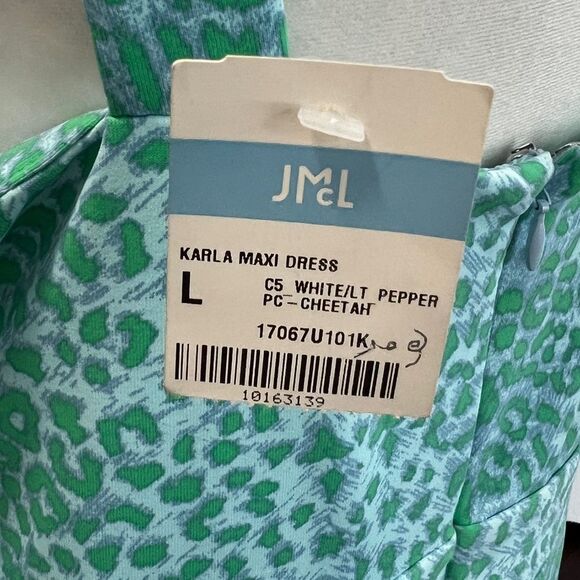 JMcL
KARLA MAXI DRESS
L
C5 WHITE/LT PEPPER
PC-CHEETAH
17067U101K
10163139